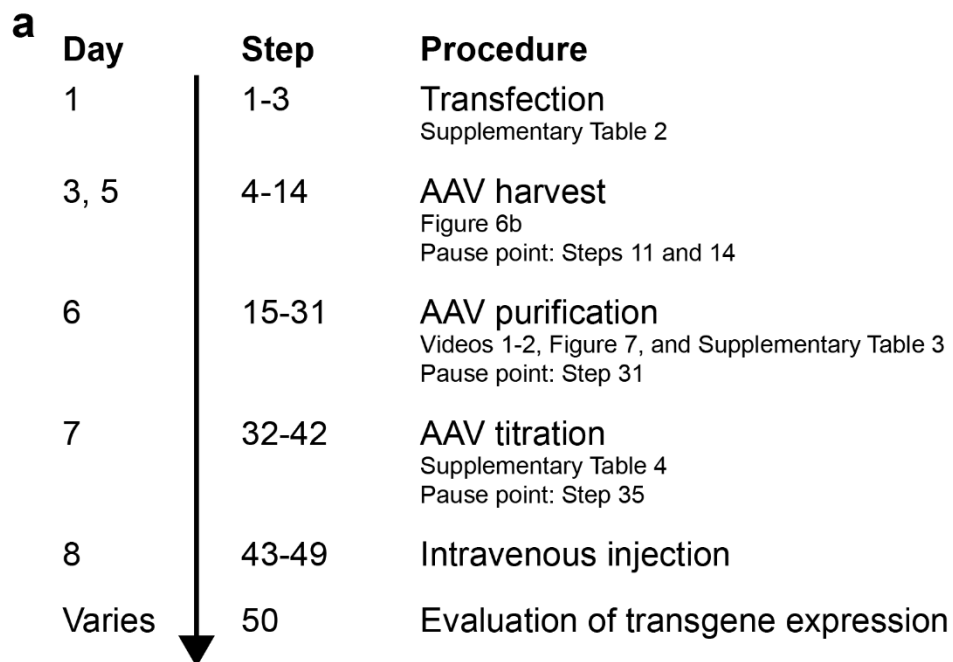 a
Day Step Procedure
1 1-3 Transfection
Supplementary Table 2
3, 5 4-14 AAV harvest
Figure 6b
Pause point: Steps 11 and 14
6 15-31 AAV purification
Videos 1-2, Figure 7, and Supplementary Table 3
Pause point: Step 31
7 32-42 AAV titration
Supplementary Table 4
Pause point: Step 35
8 43-49 Intravenous injection
Varies 50 Evaluation of transgene expression